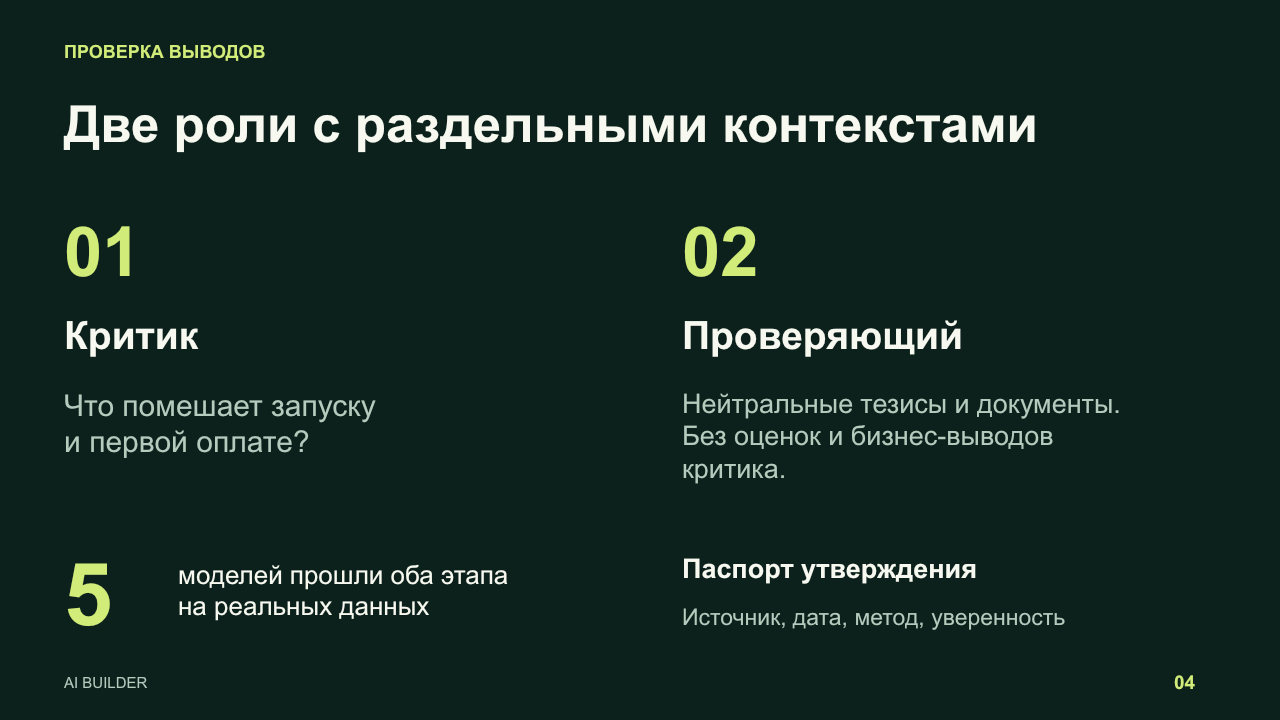 ПРОВЕРКА ВЫВОДОВ
Две роли с раздельными контекстами
01
Критик
Что помешает запуску
и первой оплате?
02
Проверяющий
Нейтральные тезисы и документы.
Без оценок и бизнес-выводов
критика.
5
моделей прошли оба этапа
на реальных данных
Паспорт утверждения
Источник, дата, метод, уверенность
AI BUILDER
04